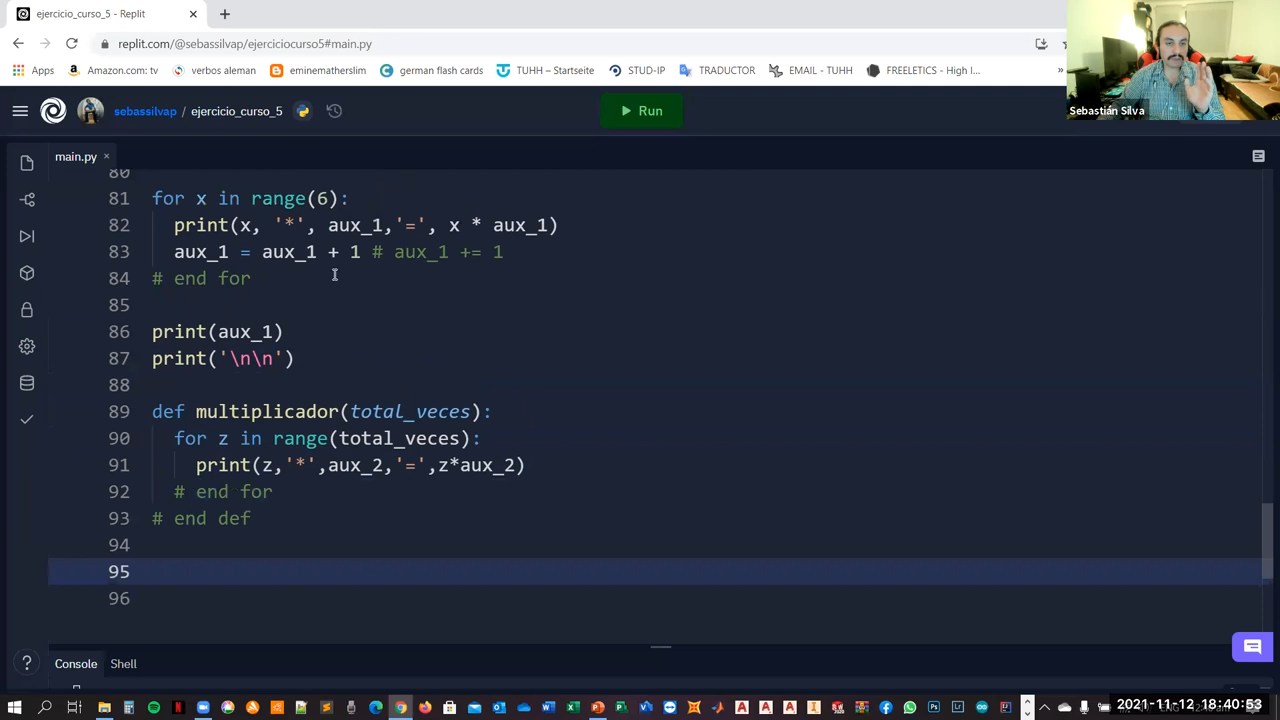 ejercicio_curso_5 - Replit
replit.com/@sebassilvap/ejerciciocurso5#main.py
Apps Amazon.com: tv verbos aleman eminematherslim german flash cards TUHH – Startseite STUD-IP TRADUCTOR EMAIL - TUHH FREELETICS - HOL... »
Sebastián Silva
sebassilvap / ejercicio_curso_5 Run
main.py
80
81 for x in range(6):
82 print(x, '*', aux_1,'=', x * aux_1)
83 aux_1 = aux_1 + 1 # aux_1 += 1
84 # end for
85
86 print(aux_1)
87 print('\n\n')
88
89 def multiplicador(total_veces):
90 for z in range(total_veces):
91 print(z,'*',aux_2,'=',z*aux_2)
92 # end for
93 # end def
94
95
96
Console Shell
2021-11-12 18:40:53